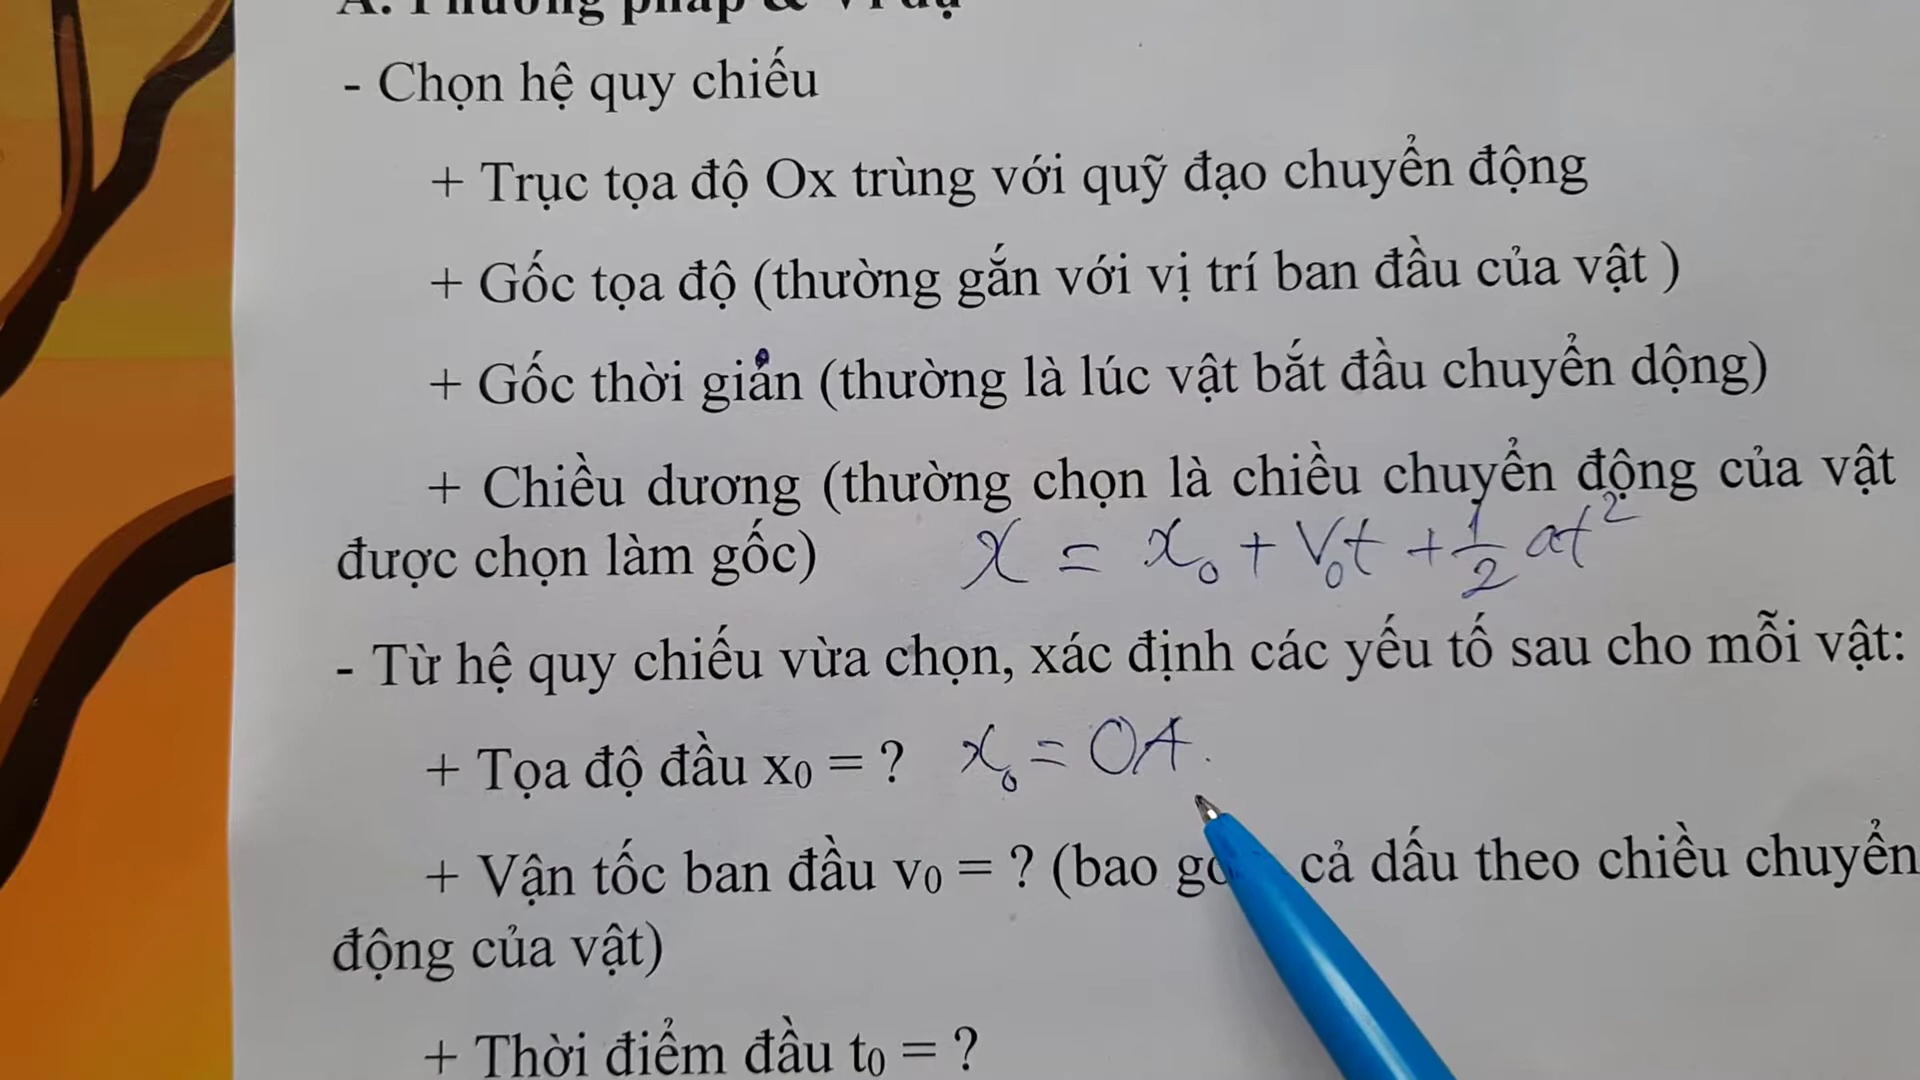 A. Phương pháp & Ví dụ
- Chọn hệ quy chiếu
+ Trục tọa độ Ox trùng với quỹ đạo chuyển động
+ Gốc tọa độ (thường gắn với vị trí ban đầu của vật )
+ Gốc thời giản (thường là lúc vật bắt đầu chuyển dộng)
+ Chiều dương (thường chọn là chiều chuyển động của vật
được chọn làm gốc) x = x₀ + V₀t + 1/2 at²
- Từ hệ quy chiếu vừa chọn, xác định các yếu tố sau cho mỗi vật:
+ Tọa độ đầu x₀ = ? x₀ = OA.
+ Vận tốc ban đầu v₀ = ? (bao cả dấu theo chiều chuyển
động của vật)
+ Thời điểm đầu t₀ = ?